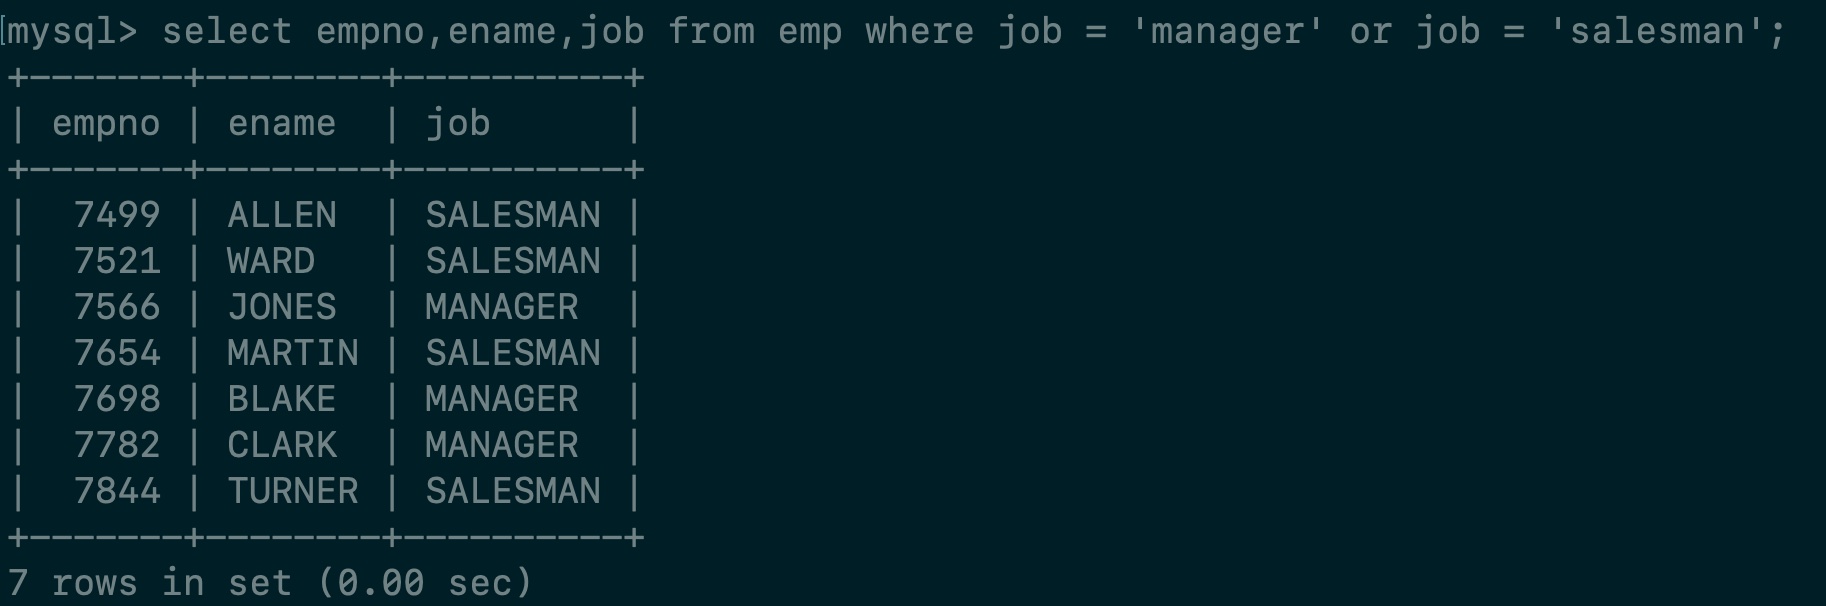 [mysql> select empno,ename,job from emp where job = 'manager' or job = 'salesman';
+-------+--------+----------+
| empno | ename  | job      |
+-------+--------+----------+
|  7499 | ALLEN  | SALESMAN |
|  7521 | WARD   | SALESMAN |
|  7566 | JONES  | MANAGER  |
|  7654 | MARTIN | SALESMAN |
|  7698 | BLAKE  | MANAGER  |
|  7782 | CLARK  | MANAGER  |
|  7844 | TURNER | SALESMAN |
+-------+--------+----------+
7 rows in set (0.00 sec)